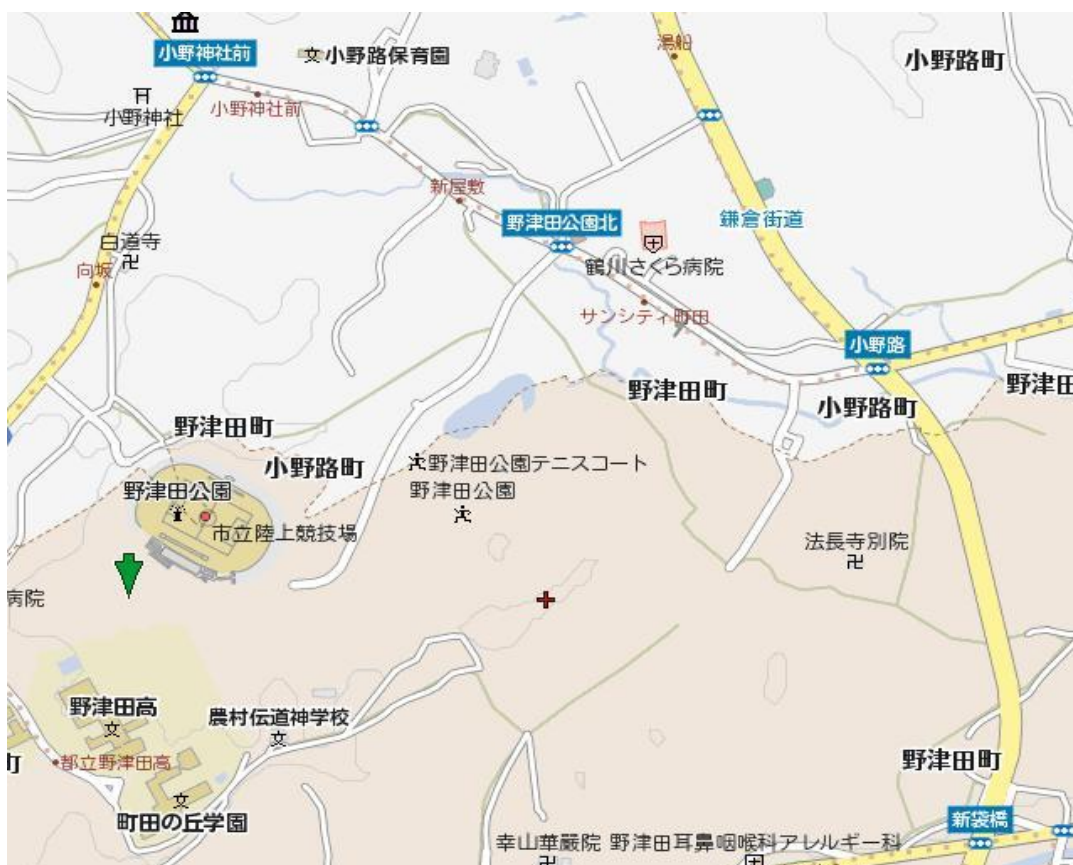 小野神社前
小野路保育園
湯船
小野路町
小野神社
小野神社前
新屋敷
野津田公園北
鎌倉街道
白道寺
向坂
鶴川さくら病院
サンシティ町田
小野路
野津田町
野津田町
小野路町
野津田
小野路町
野津田公園テニスコート
野津田公園
野津田公園
市立陸上競技場
法長寺別院
病院
野津田高
農村伝道神学校
町
都立野津田高
野津田町
町田の丘学園
新袋橋
幸山華厳院
野津田耳鼻咽喉科アレルギー科